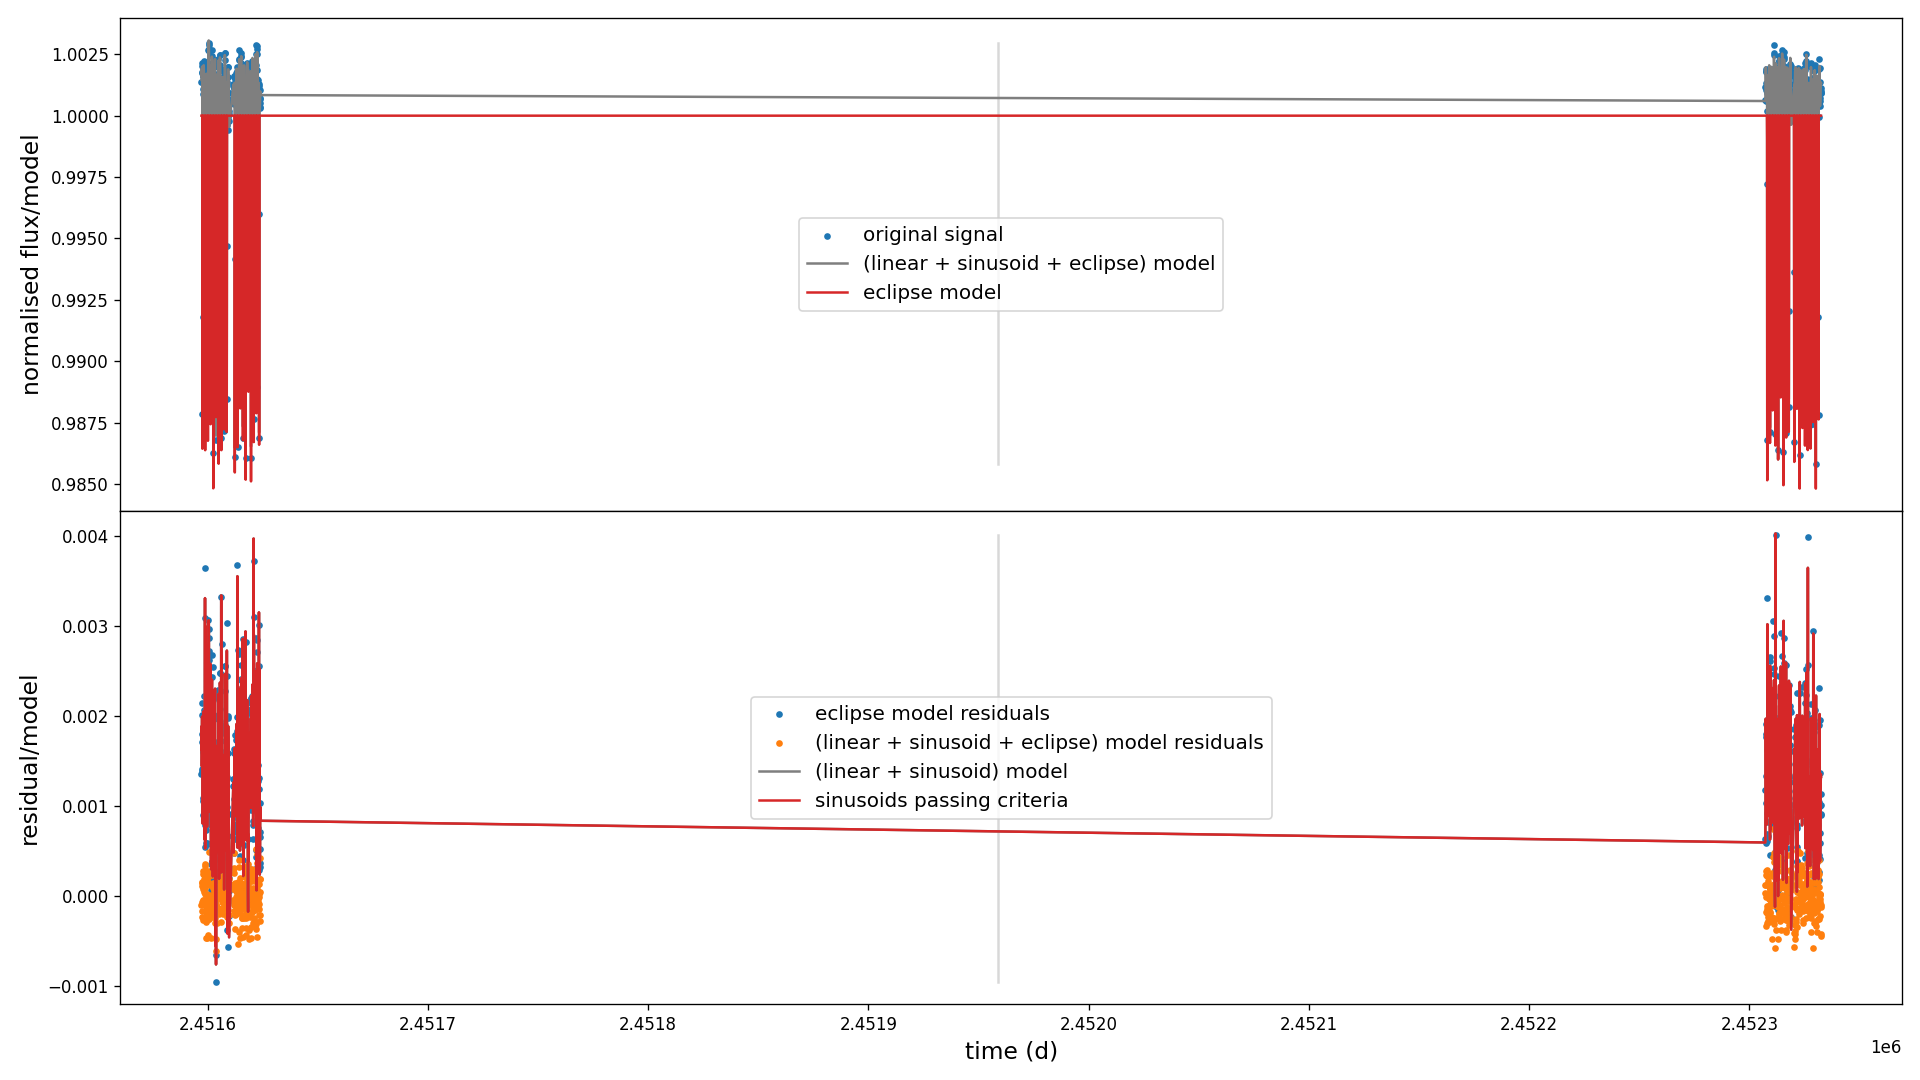 normalised flux/model
1.0025
1.0000
0.9975
0.9950
0.9925
0.9900
0.9875
0.9850
original signal
(linear + sinusoid + eclipse) model
eclipse model
residual/model
0.004
0.003
0.002
0.001
0.000
−0.001
eclipse model residuals
(linear + sinusoid + eclipse) model residuals
(linear + sinusoid) model
sinusoids passing criteria
2.4516 2.4517 2.4518 2.4519 2.4520 2.4521 2.4522 2.4523
1e6
time (d)